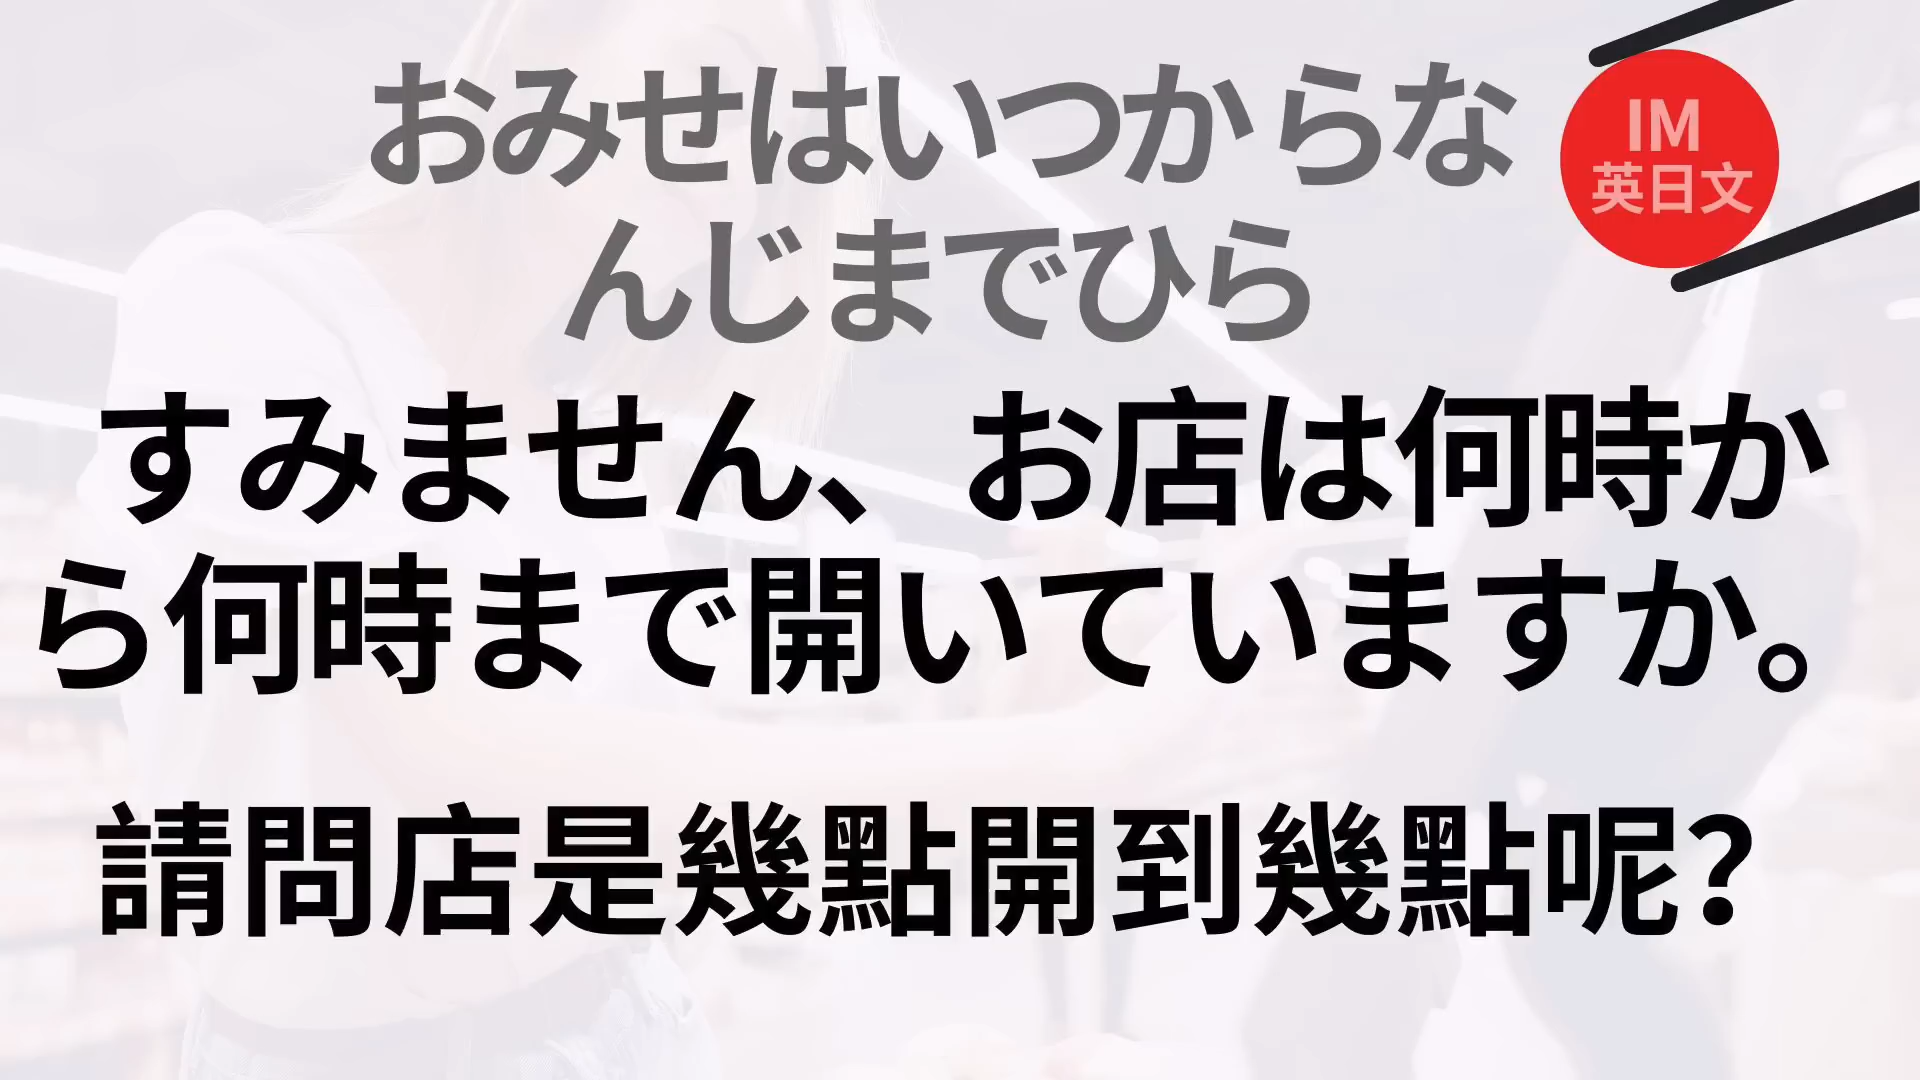 おみせはいつからな
んじまでひら
すみません、お店は何時か
ら何時まで開いていますか。
請問店是幾點開到幾點呢？
IM
英日文